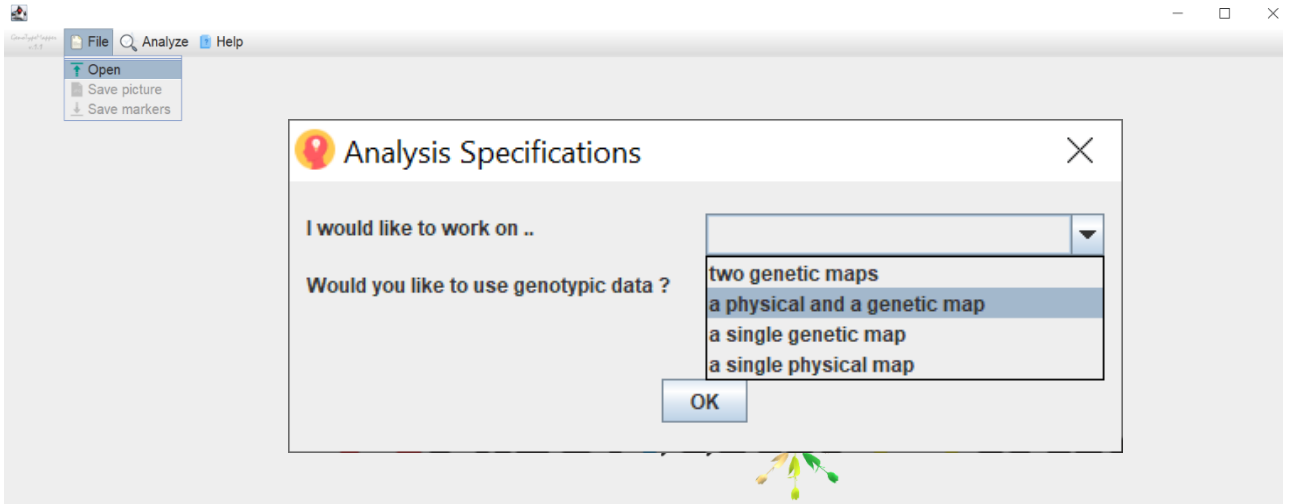 File Analyze Help
Open
Save picture
Save markers
Analysis Specifications
I would like to work on ..
Would you like to use genotypic data ?
two genetic maps
a physical and a genetic map
a single genetic map
a single physical map
OK